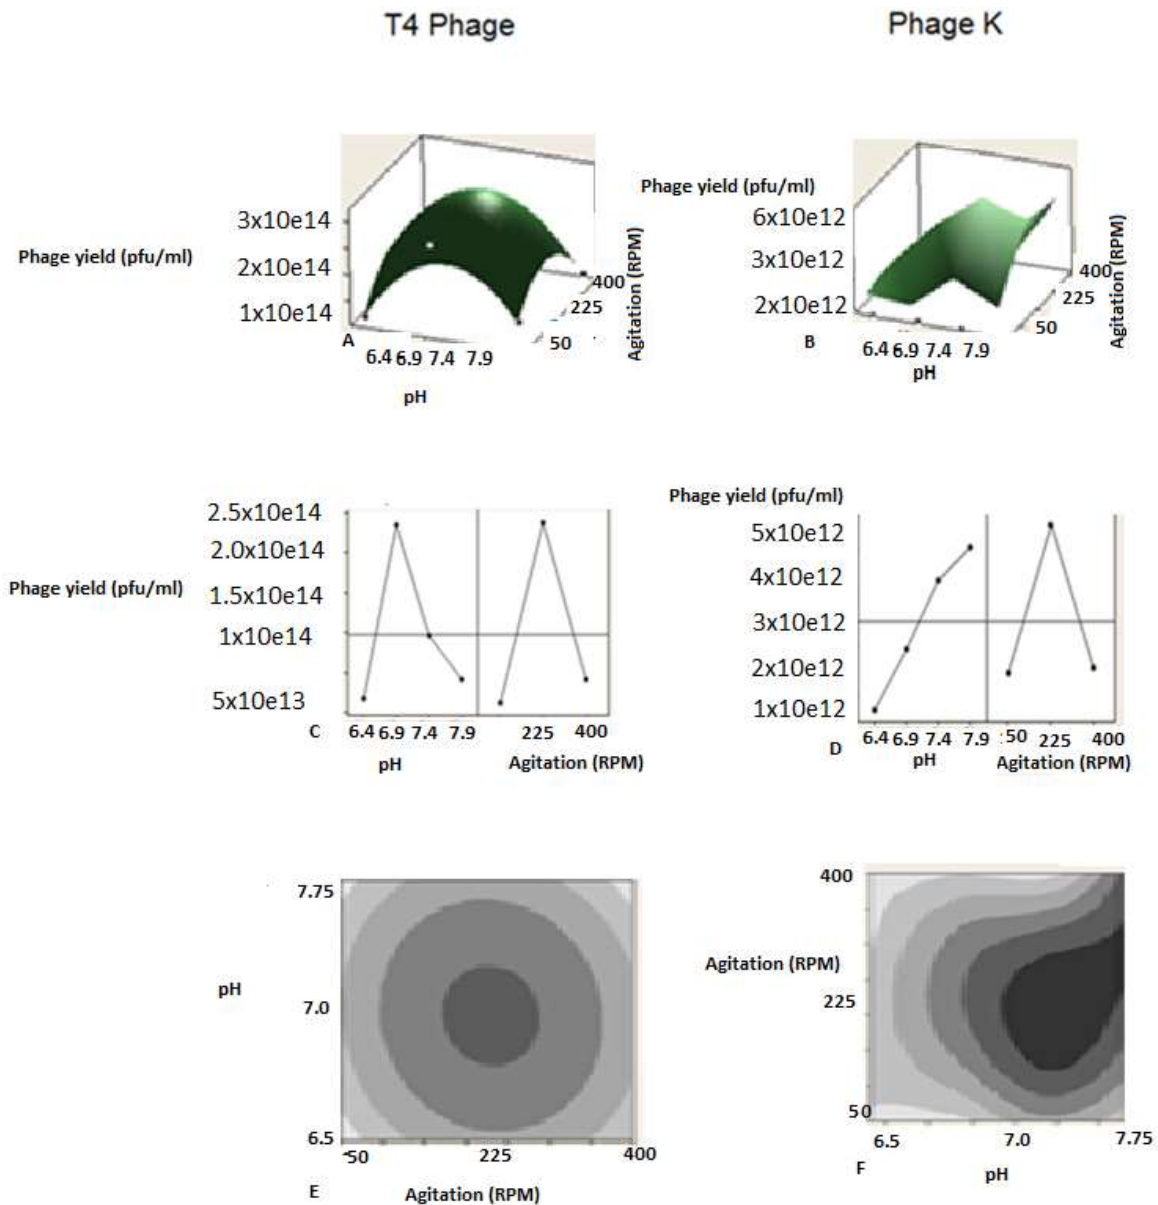 T4 Phage
Phage K
Phage yield (pfu/ml)
3x10e14
2x10e14
1x10e14
A
6.4 6.9 7.4 7.9
pH
50
225
400
Agitation (RPM)
Phage yield (pfu/ml)
6x10e12
3x10e12
2x10e12
B
6.4 6.9 7.4 7.9
pH
50
225
400
Agitation (RPM)
Phage yield (pfu/ml)
2.5x10e14
2.0x10e14
1.5x10e14
1x10e14
5x10e13
C
6.4 6.9 7.4 7.9
225 400
pH
Agitation (RPM)
Phage yield (pfu/ml)
5x10e12
4x10e12
3x10e12
2x10e12
1x10e12
D
6.4 6.9 7.4 7.9
50 225 400
pH
Agitation (RPM)
pH
7.75
7.0
6.5
50 225 400
E
Agitation (RPM)
Agitation (RPM)
400
225
50
6.5 7.0 7.75
F
pH